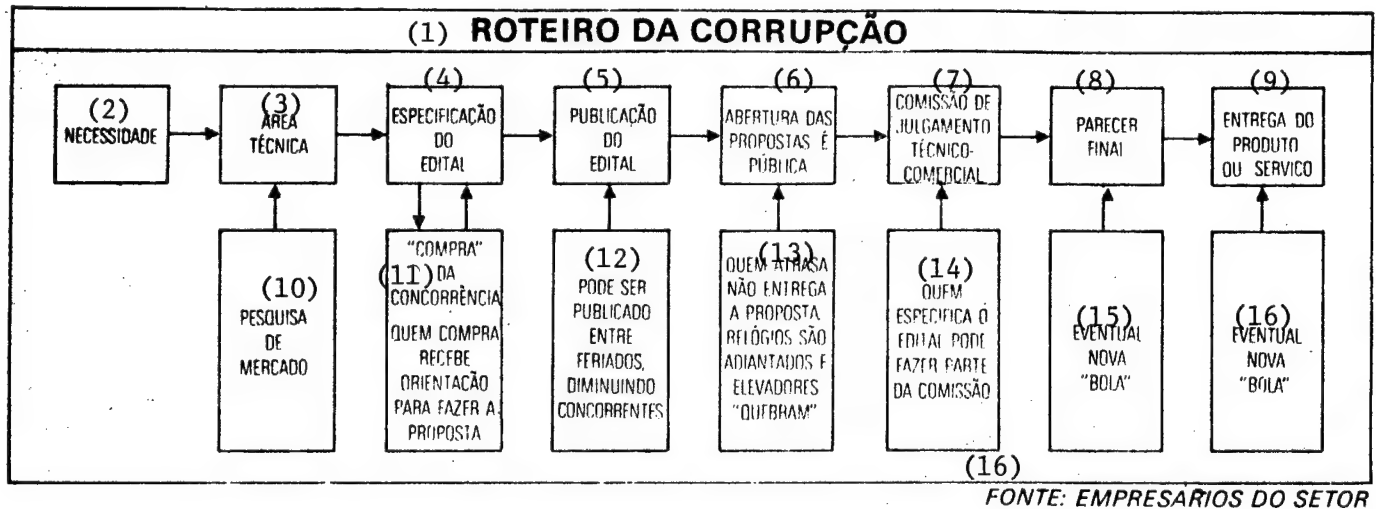 (1) ROTEIRO DA CORRUPÇÃO
(2)
NECESSIDADE
(3)
ÁREA
TÉCNICA
(4)
ESPECIFICAÇÃO
DO
EDITAL
(5)
PUBLICAÇÃO
DO
EDITAL
(6)
ABERTURA DAS
PROPOSTAS É
PÚBLICA
(7)
COMISSÃO DE
JULGAMENTO
TÉCNICO-
COMERCIAL
(8)
PARECER
FINAL
(9)
ENTREGA DO
PRODUTO
OU SERVICO
(10)
PESQUISA
DE
MERCADO
"COMPRA"
(11) DA
CONCORRÊNCIA
QUEM COMPRA
RECEBE
ORIENTAÇÃO
PARA FAZER A
PROPOSTA
(12)
PODE SER
PUBLICADO
ENTRE
FERIADOS,
DIMINUINDO
CONCORRENTES
(13)
QUEM ATRASA
NÃO ENTREGA
A PROPOSTA
RELÓGIOS SÃO
ADIANTADOS E
ELEVADORES
"QUEBRAM"
(14)
QUEM
ESPECIFICA O
EDITAL PODE
FAZER PARTE
DA COMISSÃO
(15)
EVENTUAL
NOVA
"BOLA"
(16)
EVENTUAL
NOVA
"BOLA"
(16)
FONTE: EMPRESÁRIOS DO SETOR